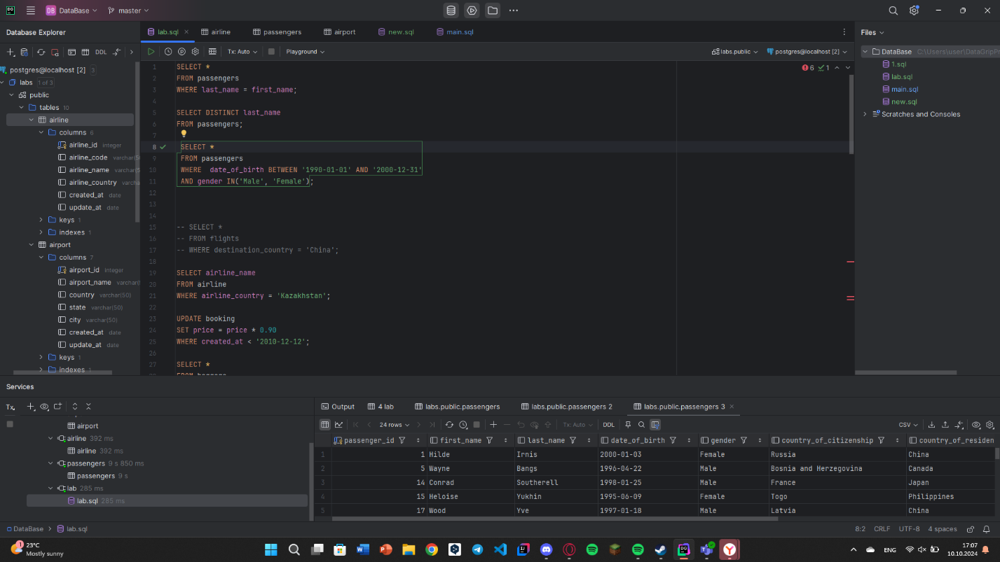 DG
DB DataBase
master
Database Explorer
lab.sql
airline
passengers
airport
new.sql
main.sql
Files
DDL
Tx: Auto
Playground
labs.public
postgres@localhost [2]
DataBase C:\Users\user\DataGripPr
1.sql
lab.sql
main.sql
new.sql
Scratches and Consoles
postgres@localhost [2] 3
labs 1 of 3
public
tables 10
airline
columns 6
airline_id integer
airline_code varchar(50
airline_name varchar(5
airline_country varcha
created_at date
update_at date
keys 1
indexes 1
airport
columns 7
airport_id integer
airport_name varchar(
country varchar(50)
state varchar(50)
city varchar(50)
created_at date
update_at date
keys 1
indexes 1
6 1
1 SELECT *
2 FROM passengers
3 WHERE last_name = first_name;
4
5 SELECT DISTINCT last_name
6 FROM passengers;
7
8 SELECT *
9 FROM passengers
10 WHERE date_of_birth BETWEEN '1990-01-01' AND '2000-12-31'
11 AND gender IN('Male', 'Female');
12
13
14
15 -- SELECT *
16 -- FROM flights
17 -- WHERE destination_country = 'China';
18
19 SELECT airline_name
20 FROM airline
21 WHERE airline_country = 'Kazakhstan';
22
23 UPDATE booking
24 SET price = price * 0.90
25 WHERE created_at < '2010-12-12';
26
27 SELECT *
Services
Tx
airport
airline 392 ms
airline 392 ms
passengers 9 s 850 ms
passengers 9 s
lab 285 ms
lab.sql 285 ms
Output
4 lab
labs.public.passengers
labs.public.passengers 2
labs.public.passengers 3
24 rows
Tx: Auto
DDL
CSV
passenger_id first_name last_name date_of_birth gender country_of_citizenship country_of_residen
1 1 Hilde Irnis 2000-01-03 Female Russia China
2 5 Wayne Bangs 1996-04-22 Male Bosnia and Herzegovina Canada
3 14 Conrad Southerell 1998-01-25 Male France Japan
4 15 Heloise Yukhin 1995-06-09 Female Togo Philippines
5 17 Wood Yve 1997-01-18 Male Latvia China
DataBase
lab.sql
8:2 CRLF UTF-8 4 spaces
1
23°C
Mostly sunny
ENG
17:07
10.10.2024